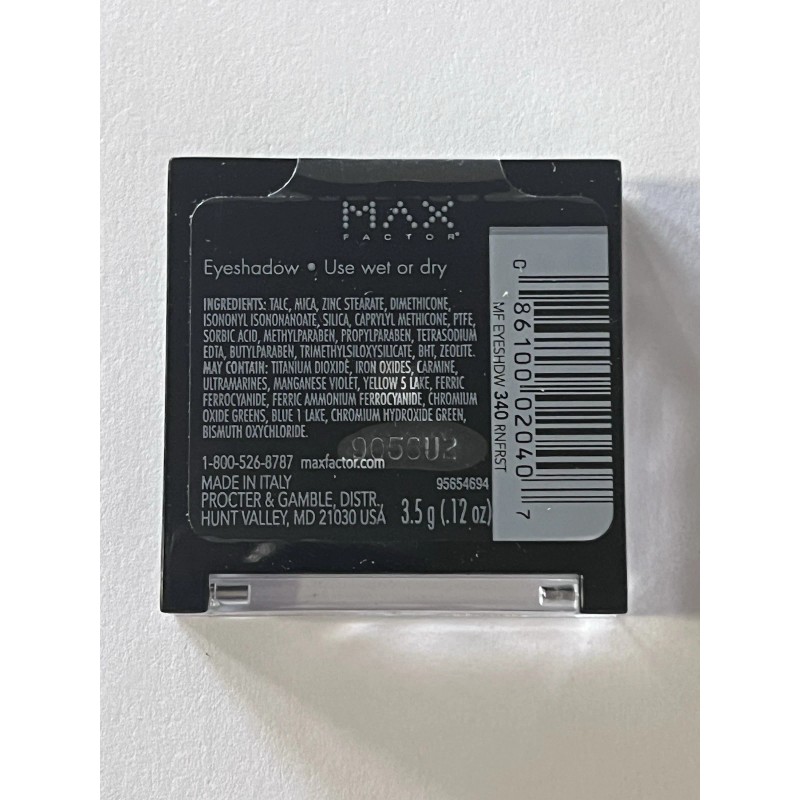 MAX
FACTOR®
Eyeshadow • Use wet or dry
INGREDIENTS: TALC, MICA, ZINC STEARATE, DIMETHICONE,
ISONONYL ISONONANOATE, SILICA, CAPRYLYL METHICONE, PTFE,
SORBIC ACID, METHYLPARABEN, PROPYLPARABEN, TETRASODIUM
EDTA, BUTYLPARABEN, TRIMETHYLSILOXYSILICATE, BHT, ZEOLITE.
MAY CONTAIN: TITANIUM DIOXIDE, IRON OXIDES, CARMINE,
ULTRAMARINES, MANGANESE VIOLET, YELLOW 5 LAKE, FERRIC
FERROCYANIDE, FERRIC AMMONIUM FERROCYANIDE, CHROMIUM
OXIDE GREENS, BLUE 1 LAKE, CHROMIUM HYDROXIDE GREEN,
BISMUTH OXYCHLORIDE.
1-800-526-8787 maxfactor.com
MADE IN ITALY
95654694
PROCTER & GAMBLE, DISTR.,
HUNT VALLEY, MD 21030 USA 3.5 g (.12 oz)
MF EYESHDW 340 RNFRST
0 86100 02040 7